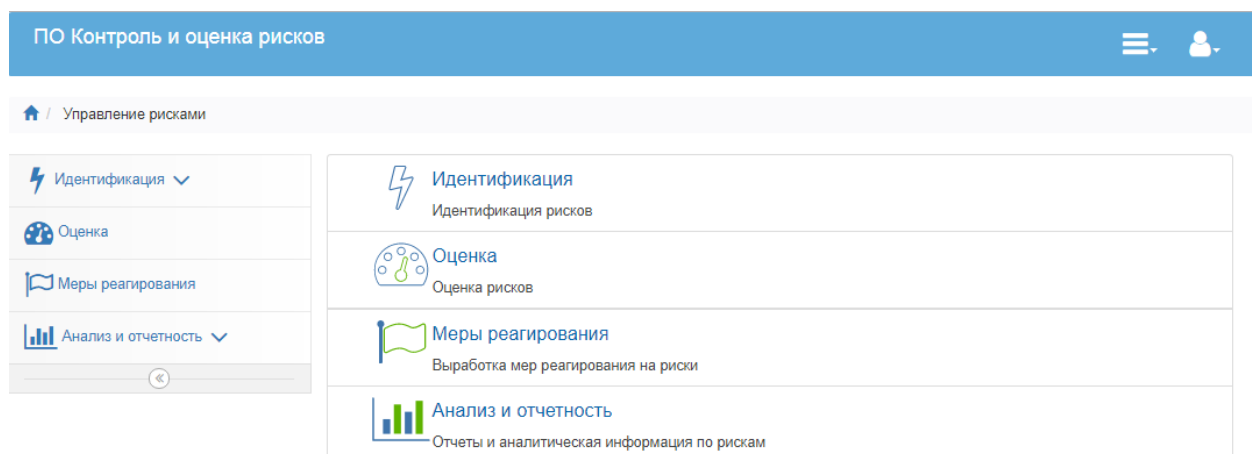 ПО Контроль и оценка рисков
/ Управление рисками
Идентификация
Оценка
Меры реагирования
Анализ и отчетность
Идентификация
Идентификация рисков
Оценка
Оценка рисков
Меры реагирования
Выработка мер реагирования на риски
Анализ и отчетность
Отчеты и аналитическая информация по рискам